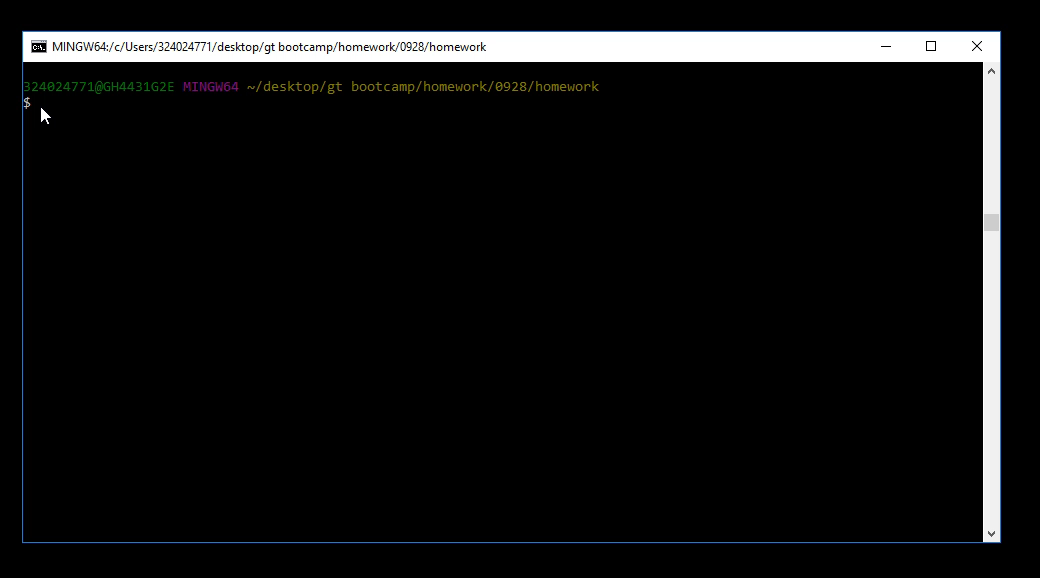 MINGW64:/c/Users/324024771/desktop/gt bootcamp/homework/0928/homework
324024771@GH4431G2E MINGW64 ~/desktop/gt bootcamp/homework/0928/homework
$